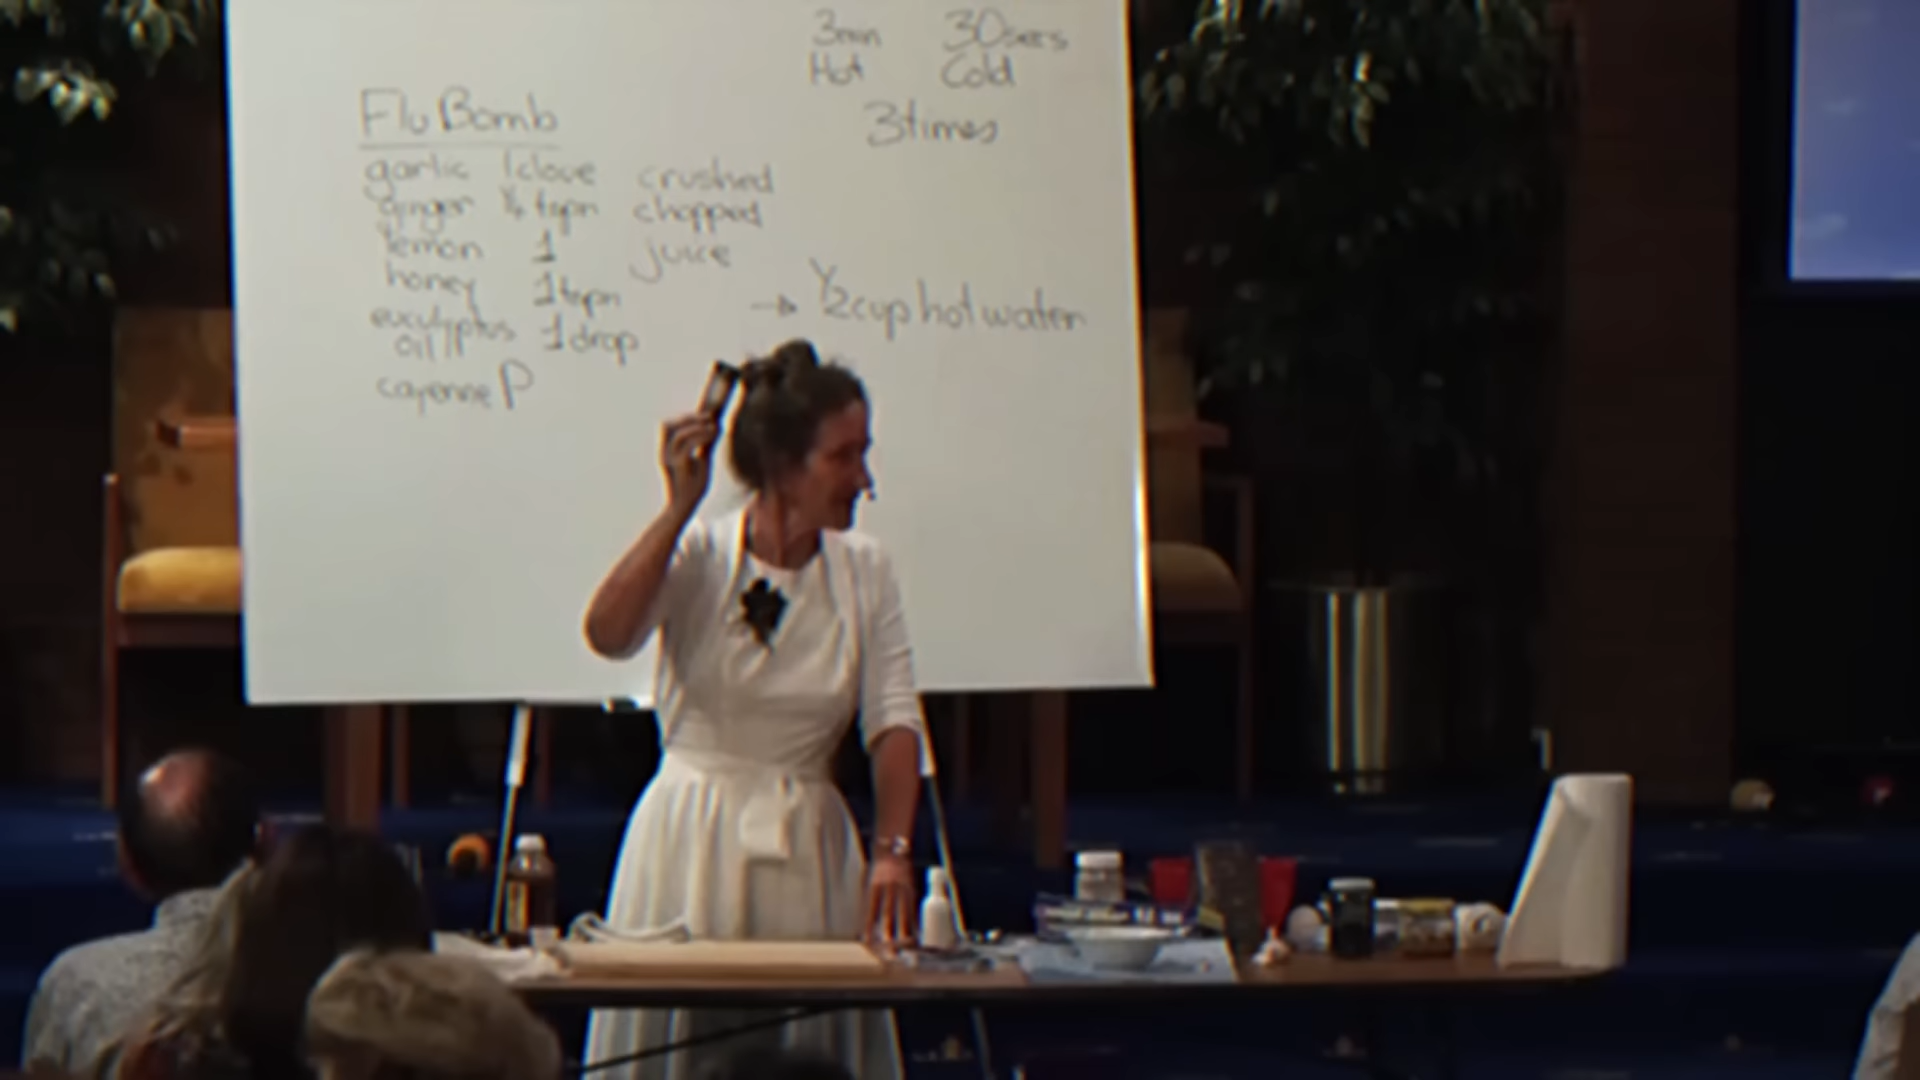 3min 30secs
Hot Cold
3times
Flu Bomb
garlic 1clove crushed
ginger 1/4 tspn chopped
lemon 1 juice
honey 1tspn
→ 1/2cup hot water
euculyptus 1drop
oil
cayenne P